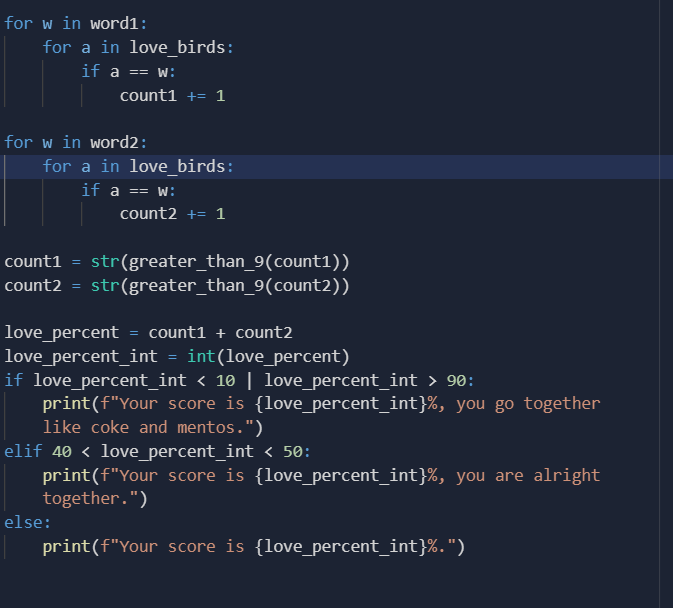 for w in word1:
    for a in love_birds:
        if a == w:
            count1 += 1

for w in word2:
    for a in love_birds:
        if a == w:
            count2 += 1

count1 = str(greater_than_9(count1))
count2 = str(greater_than_9(count2))

love_percent = count1 + count2
love_percent_int = int(love_percent)
if love_percent_int < 10 | love_percent_int > 90:
    print(f"Your score is {love_percent_int}%, you go together
    like coke and mentos.")
elif 40 < love_percent_int < 50:
    print(f"Your score is {love_percent_int}%, you are alright
    together.")
else:
    print(f"Your score is {love_percent_int}%.")